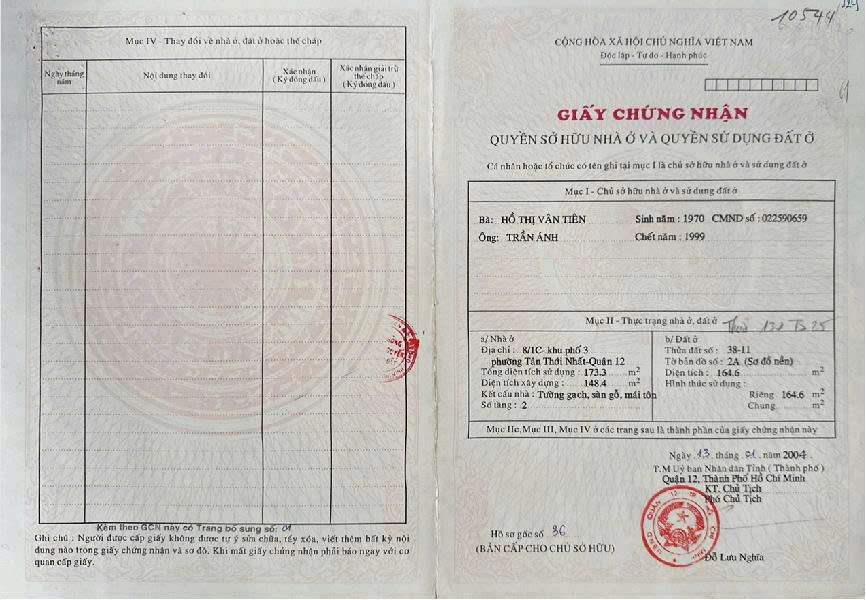 Mục IV - Thay đổi về nhà ở, đất ở hoặc thế chấp
Ngày tháng năm
Nội dung thay đổi
Xác nhận
( Ký đóng dấu )
Xác nhận giải trừ thế chấp
( Ký đóng dấu )
Kèm theo GCN này có Trang bổ sung số: 01
Ghi chú : Người được cấp giấy không được tự ý sửa chữa, tẩy xóa, viết thêm bất kỳ nội
dung nào trong giấy chứng nhận và sơ đồ. Khi mất giấy chứng nhận phải báo ngay với cơ
quan cấp giấy.
10544
CỘNG HÒA XÃ HỘI CHỦ NGHĨA VIỆT NAM
Độc lập - Tự do - Hạnh phúc
GIẤY CHỨNG NHẬN
QUYỀN SỞ HỮU NHÀ Ở VÀ QUYỀN SỬ DỤNG ĐẤT Ở
Cá nhân hoặc tổ chức có tên ghi tại mục I là chủ sở hữu nhà ở và sử dụng đất ở
Mục I - Chủ sở hữu nhà ở và sử dụng đất ở
Bà: HỒ THỊ VÂN TIÊN Sinh năm : 1970 CMND số : 022590659
Ông: TRẦN ÁNH Chết năm : 1999
Mục II - Thực trạng nhà ở, đất ở
a/ Nhà ở
Địa chỉ : 8/1C- khu phố 3
phường Tân Thới Nhất-Quận 12
Tổng diện tích sử dụng : 173.3 m2
Diện tích xây dựng : 148.4 m2
Kết cấu nhà : Tường gạch, sàn gỗ, mái tôn
Số tầng : 2
b/ Đất ở
Thửa đất số : 38-11
Tờ bản đồ số : 2A (Sơ đồ nền)
Diện tích : 164.6 m2
Hình thức sử dụng :
Riêng 164.6 m2
Chung m2
Mục IIc, Mục III, Mục IV ở các trang sau là thành phần của giấy chứng nhận này
Ngày 13 tháng 01 năm 2004
T.M Uỷ ban Nhân dân Tỉnh ( Thành phố )
Quận 12, Thành Phố Hồ Chí Minh
KT. Chủ Tịch
Phó Chủ Tịch
Hồ sơ gốc số 36
(BẢN CẤP CHO CHỦ SỞ HỮU)
Đỗ Lưu Nghĩa